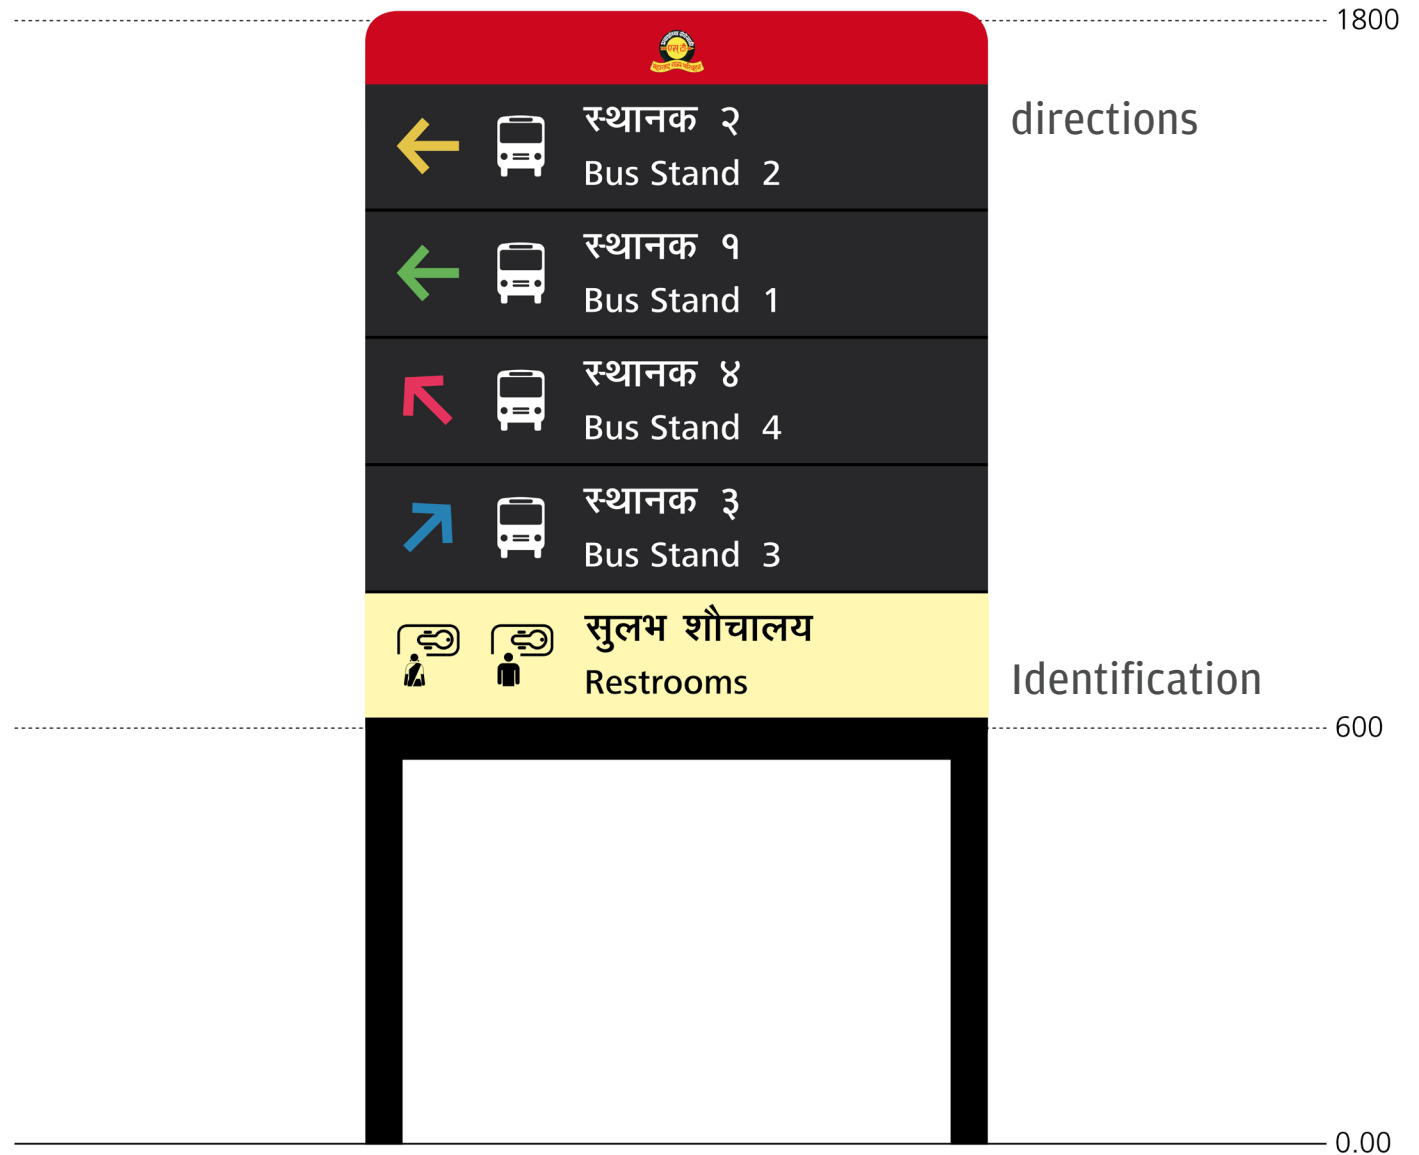 1800
एस टी
directions
स्थानक २
Bus Stand 2
स्थानक १
Bus Stand 1
स्थानक ४
Bus Stand 4
स्थानक ३
Bus Stand 3
सुलभ शौचालय
Restrooms
Identification
600
0.00